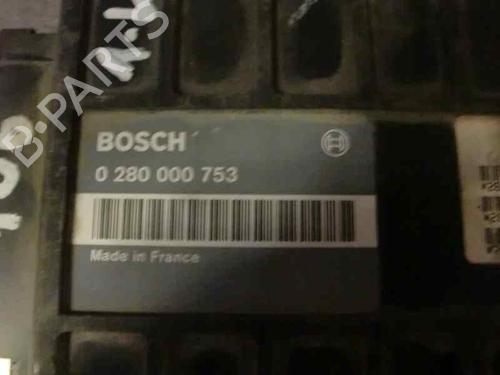 B-PARTS
BOSCH
0 280 000 753
Made in France